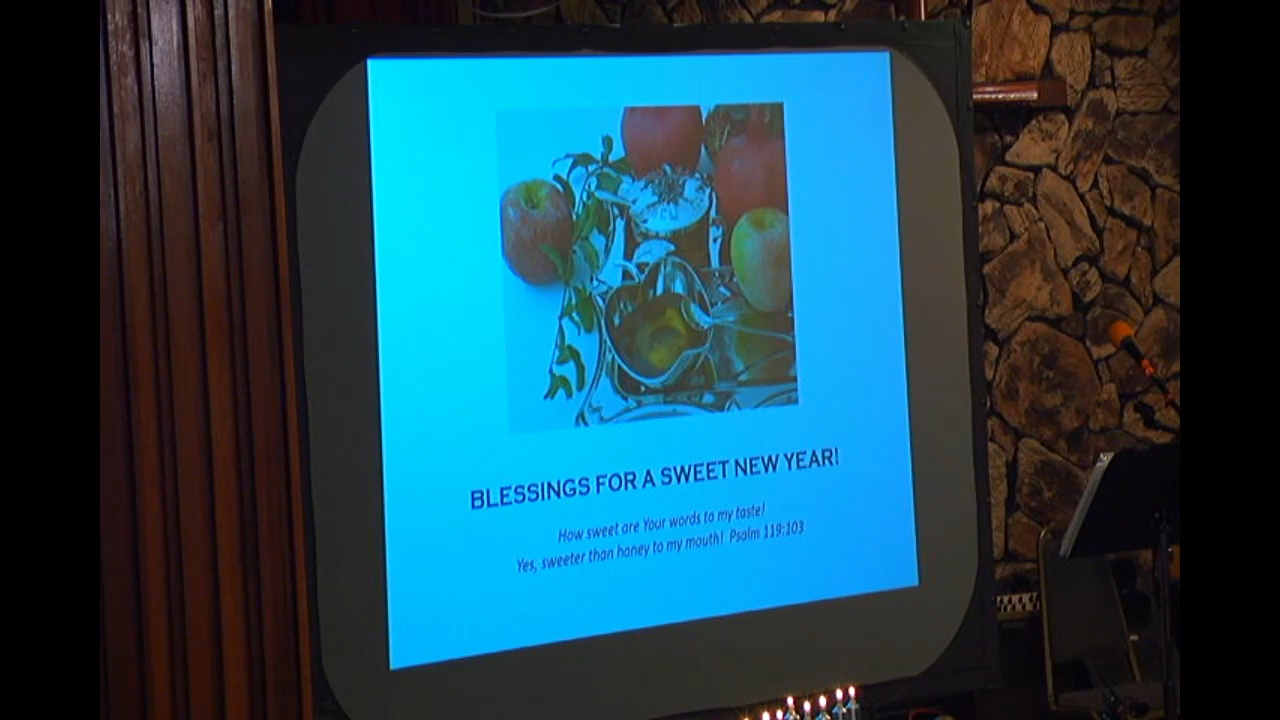 BLESSINGS FOR A SWEET NEW YEAR!
How sweet are Your words to my taste!
Yes, sweeter than honey to my mouth! Psalm 119:103